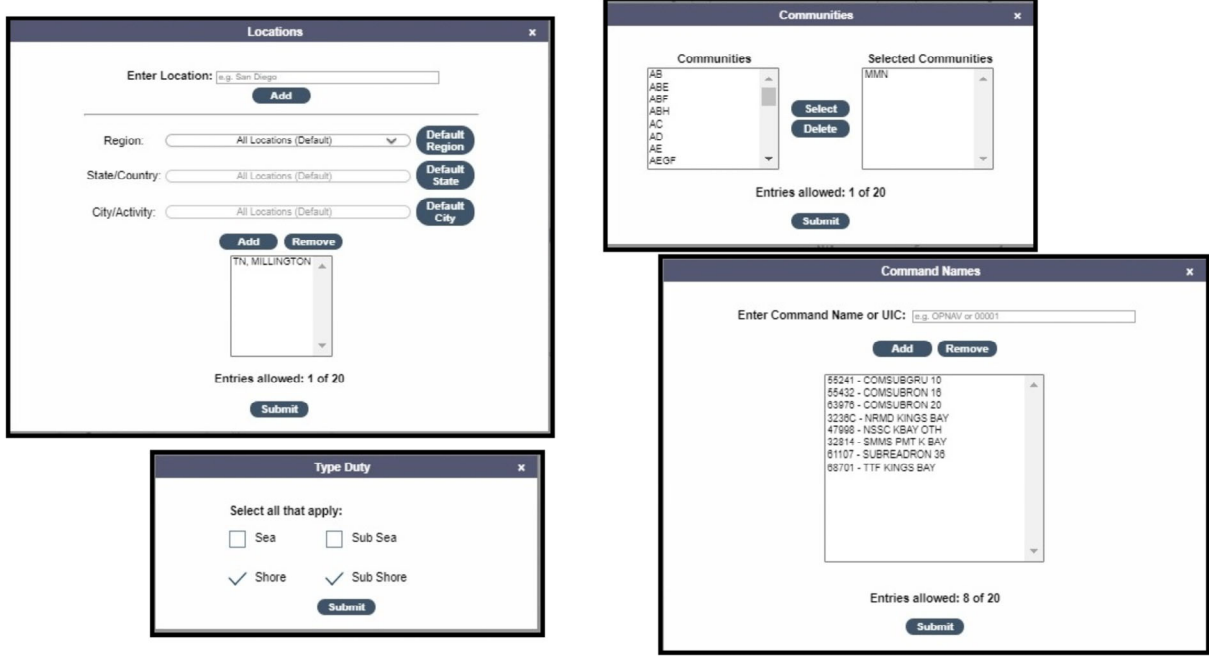 Locations x
Enter Location: e.g. San Diego
Add
Region: All Locations (Default) Default Region
State/Country: All Locations (Default) Default State
City/Activity: All Locations (Default) Default City
Add Remove
TN, MILLINGTON
Entries allowed: 1 of 20
Submit
Communities x
Communities Selected Communities
AB MMN
ABE
ABF
ABH
AC
AD
AE
AEGF
Select
Delete
Entries allowed: 1 of 20
Submit
Type Duty x
Select all that apply:
Sea Sub Sea
Shore Sub Shore
Submit
Command Names x
Enter Command Name or UIC: e.g. OPNAV or 00001
Add Remove
55241 - COMSUBGRU 10
55432 - COMSUBRON 16
63976 - COMSUBRON 20
3236C - NRMD KINGS BAY
47998 - NSSC KBAY OTH
32814 - SMMS PMT K BAY
61107 - SUBREADRON 36
68701 - TTF KINGS BAY
Entries allowed: 8 of 20
Submit